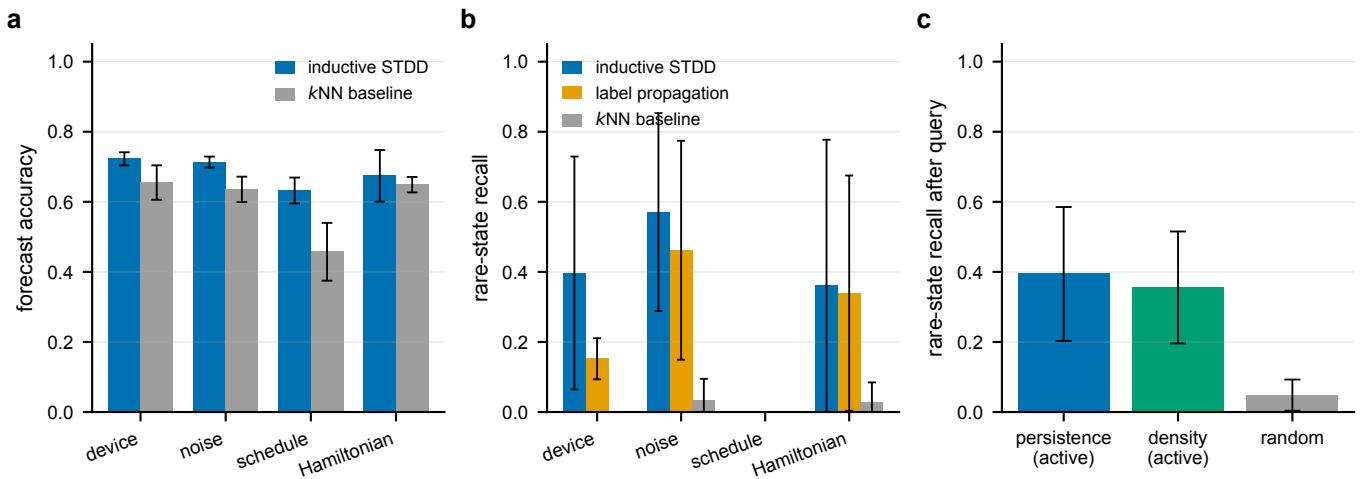 a
forecast accuracy
1.0
0.8
0.6
0.4
0.2
0.0
inductive STDD
kNN baseline
device
noise
schedule
Hamiltonian
b
rare-state recall
1.0
0.8
0.6
0.4
0.2
0.0
inductive STDD
label propagation
kNN baseline
device
noise
schedule
Hamiltonian
c
rare-state recall after query
1.0
0.8
0.6
0.4
0.2
0.0
persistence
(active)
density
(active)
random